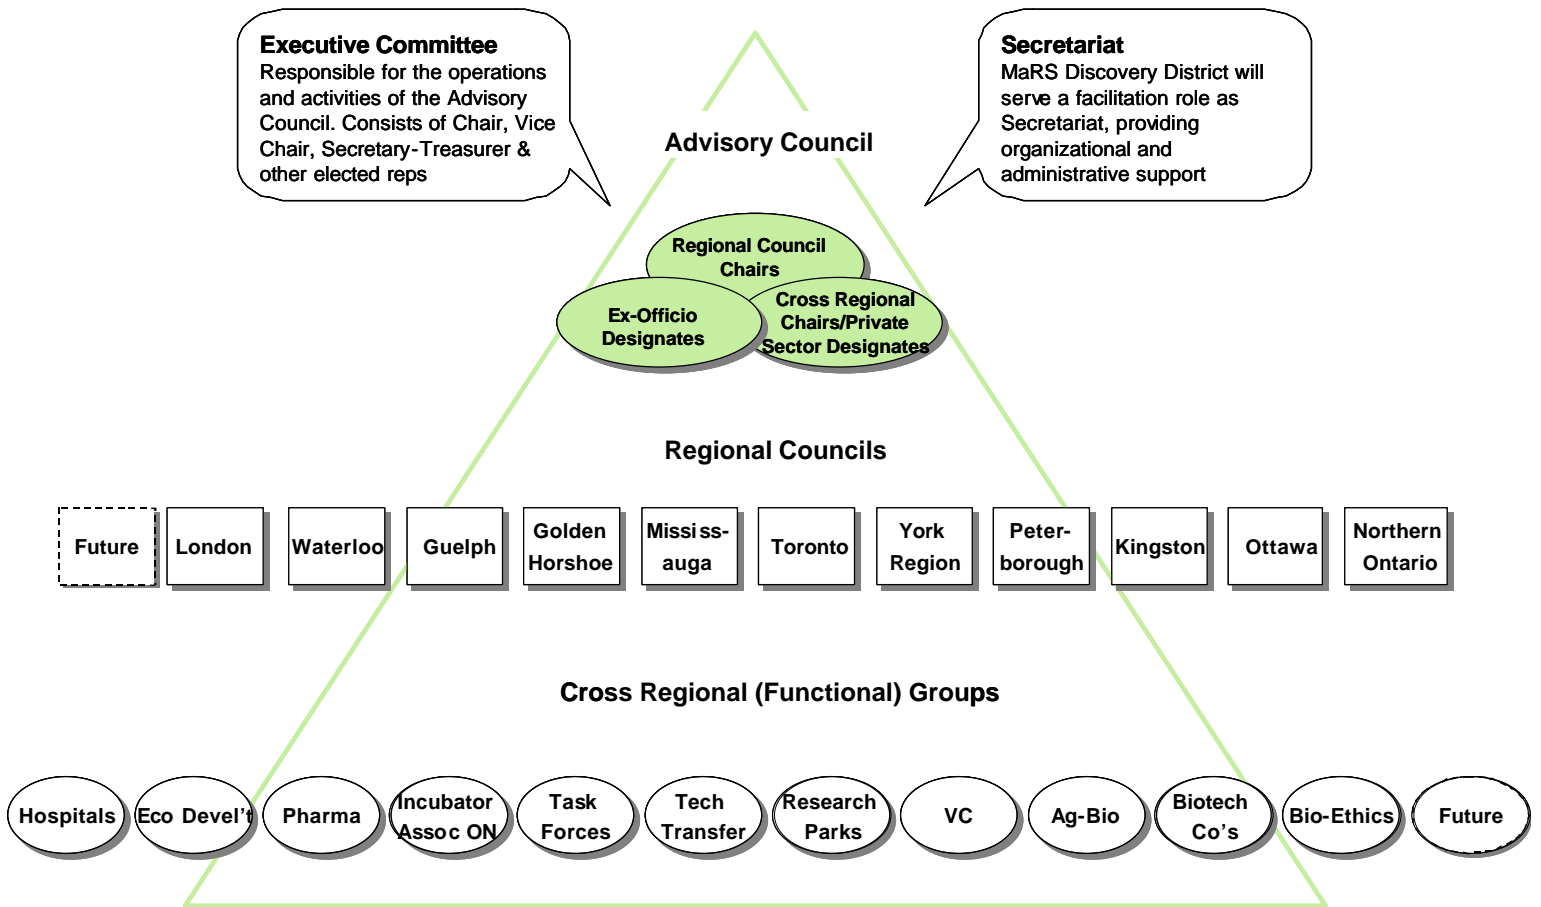 Executive Committee
Responsible for the operations
and activities of the Advisory
Council. Consists of Chair, Vice
Chair, Secretary-Treasurer &
other elected reps
Secretariat
MaRS Discovery District will
serve a facilitation role as
Secretariat, providing
organizational and
administrative support
Advisory Council
Regional Council
Chairs
Ex-Officio
Designates
Cross Regional
Chairs/Private
Sector Designates
Regional Councils
Future
London
Waterloo
Guelph
Golden
Horshoe
Mississ-
auga
Toronto
York
Region
Peter-
borough
Kingston
Ottawa
Northern
Ontario
Cross Regional (Functional) Groups
Hospitals
Eco Devel't
Pharma
Incubator
Assoc ON
Task
Forces
Tech
Transfer
Research
Parks
VC
Ag-Bio
Biotech
Co's
Bio-Ethics
Future